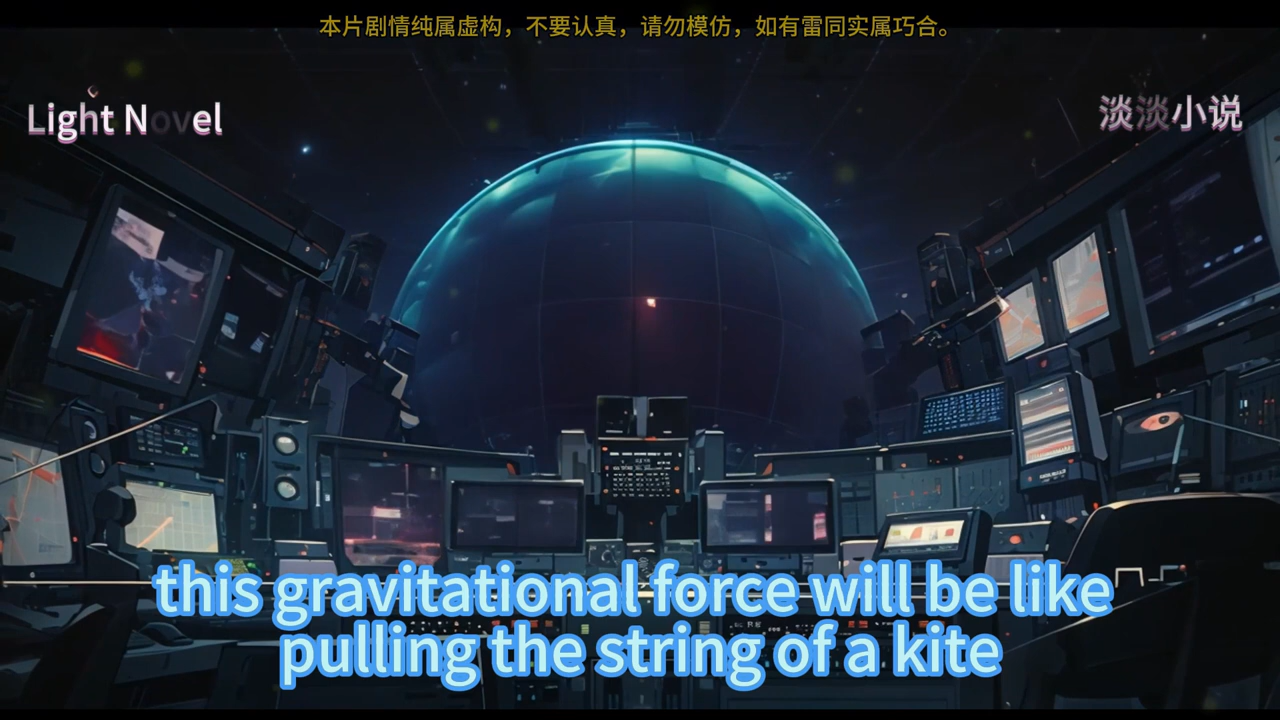 本片剧情纯属虚构，不要认真，请勿模仿，如有雷同实属巧合。
Light Novel
淡淡小说
this gravitational force will be like
pulling the string of a kite